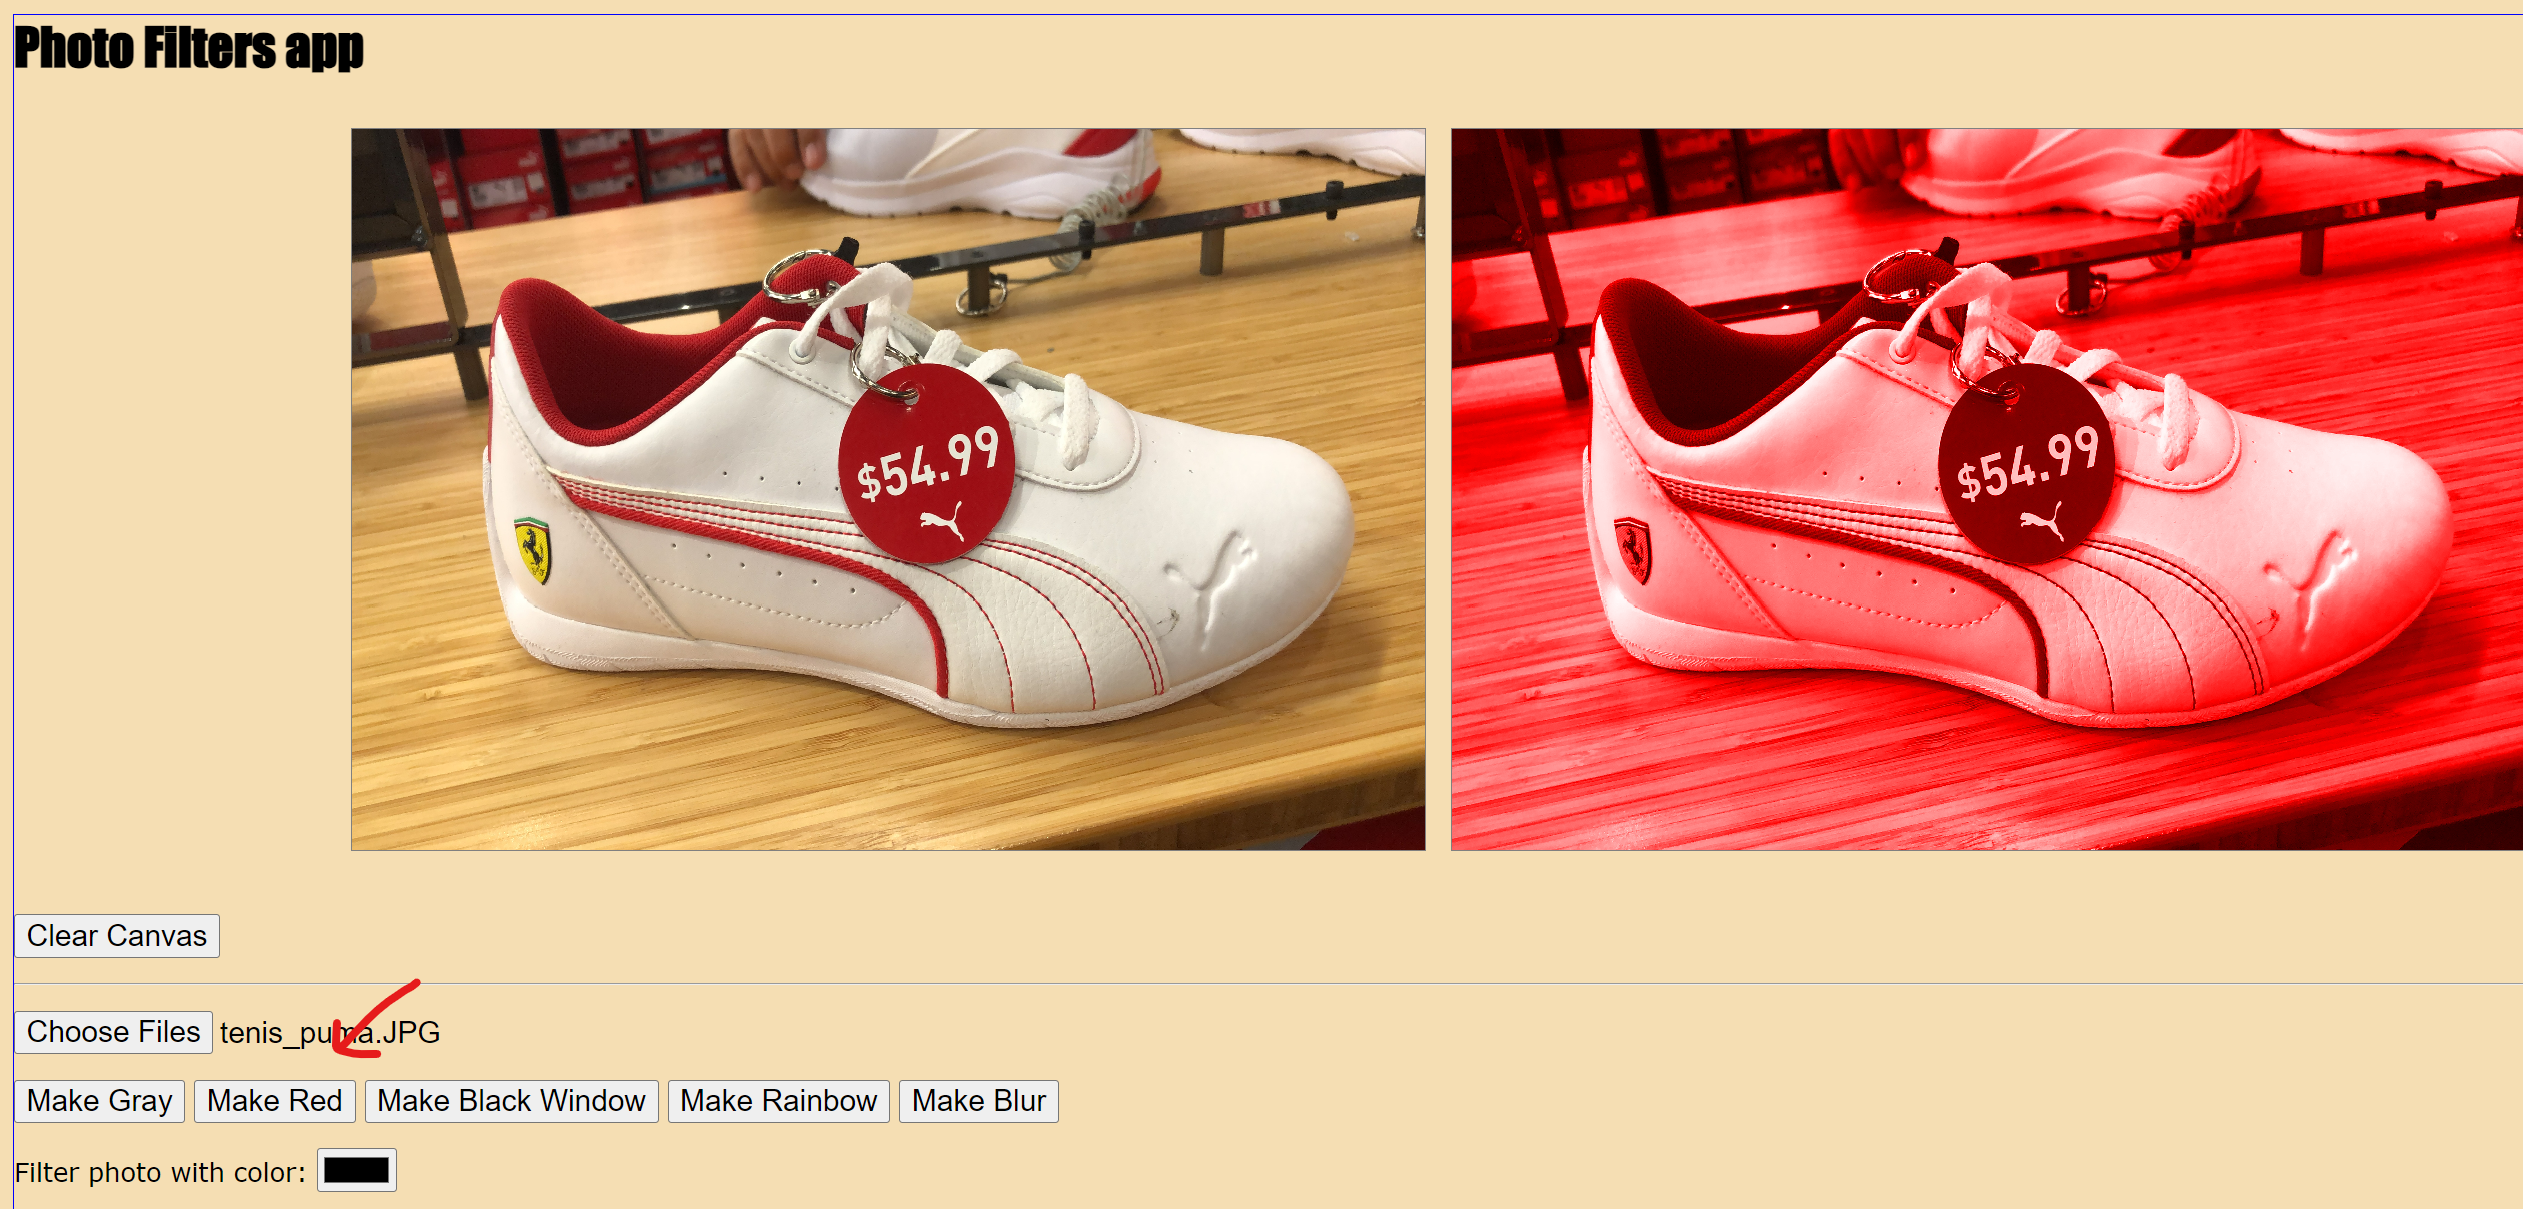 Photo Filters app
$54.99
$54.99
Clear Canvas
Choose Files tenis_puma.JPG
Make Gray Make Red Make Black Window Make Rainbow Make Blur
Filter photo with color: